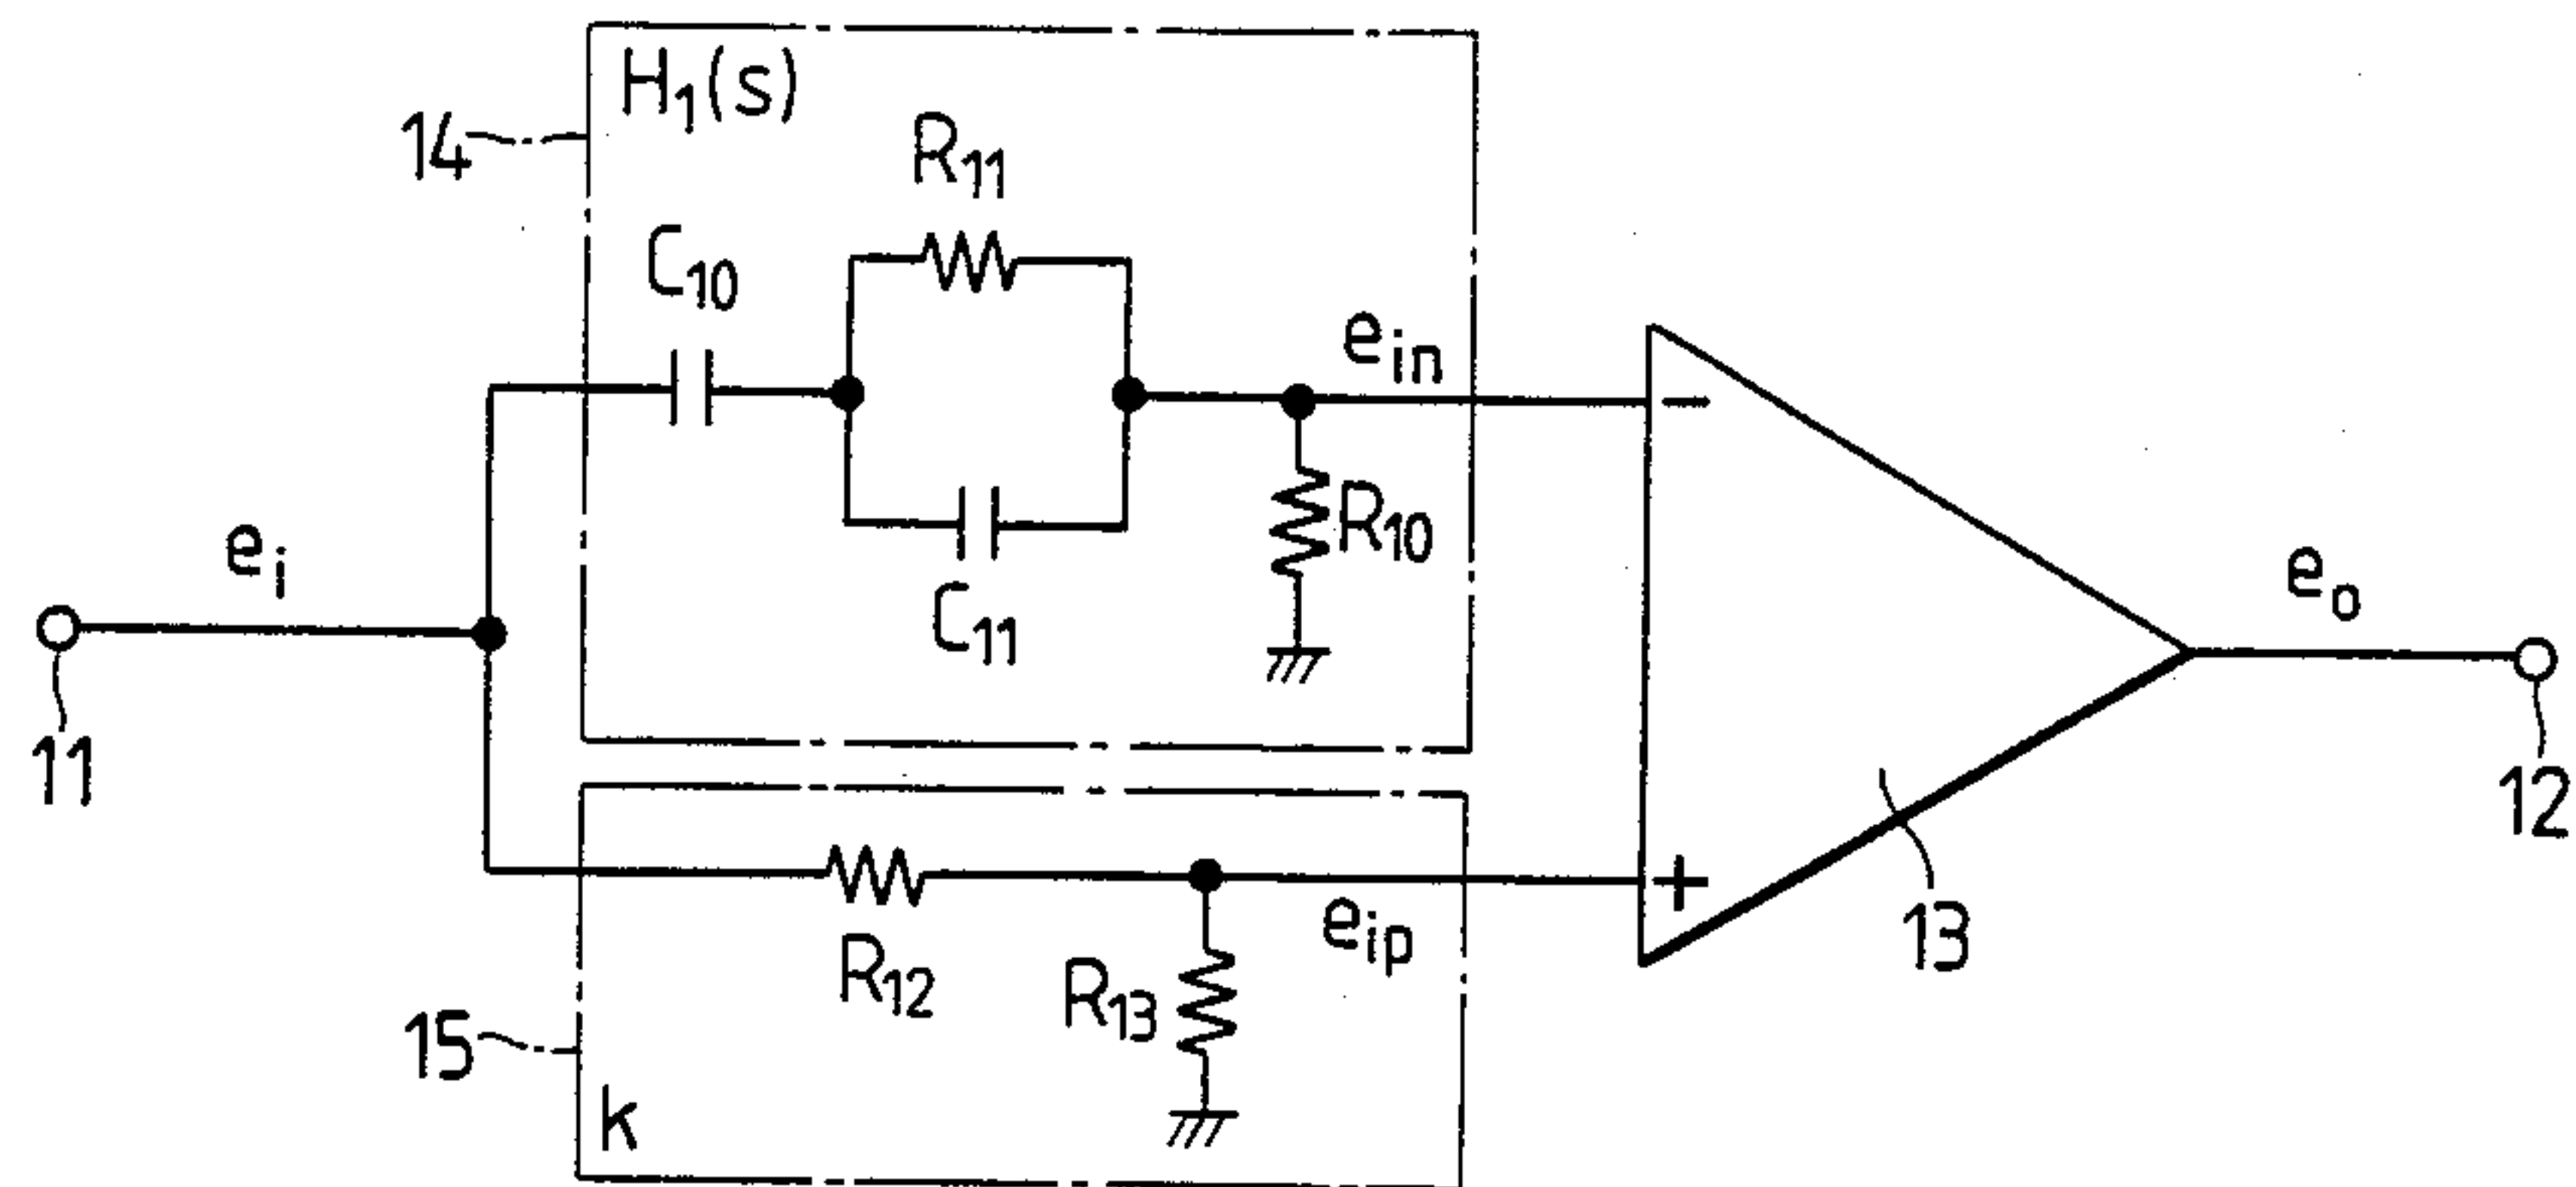 H₁(s)
14
R₁₁
C₁₀
eᵢₙ
−
R₁₀
C₁₁
eᵢ
eₒ
11
12
R₁₂
eᵢₚ
+
R₁₃
13
15
k